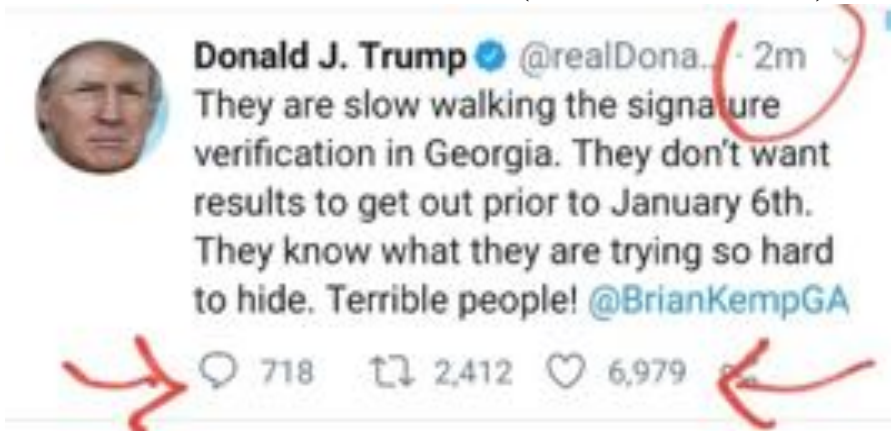 Donald J. Trump @realDona... · 2m
They are slow walking the signature
verification in Georgia. They don't want
results to get out prior to January 6th.
They know what they are trying so hard
to hide. Terrible people! @BrianKempGA
718 2,412 6,979